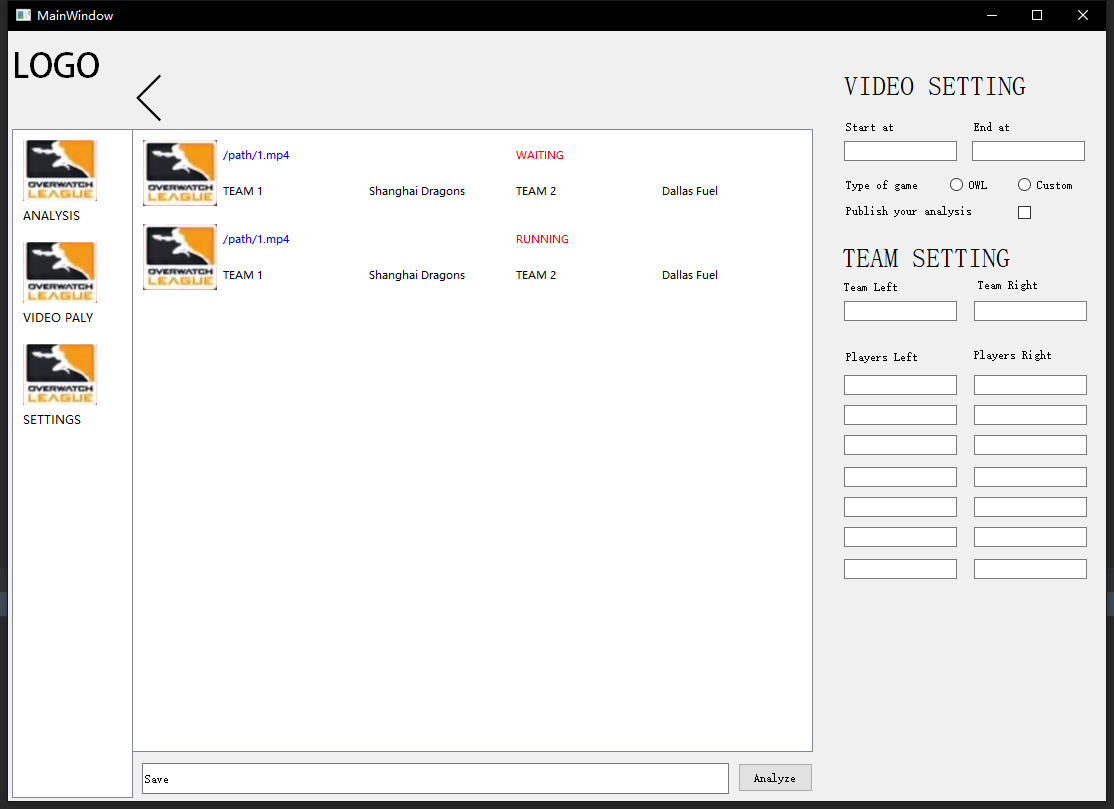 MainWindow
LOGO
OVERWATCH
LEAGUE
ANALYSIS
OVERWATCH
LEAGUE
VIDEO PALY
OVERWATCH
LEAGUE
SETTINGS
OVERWATCH
LEAGUE
/path/1.mp4 WAITING
TEAM 1 Shanghai Dragons TEAM 2 Dallas Fuel
OVERWATCH
LEAGUE
/path/1.mp4 RUNNING
TEAM 1 Shanghai Dragons TEAM 2 Dallas Fuel
Save
Analyze
VIDEO SETTING
Start at End at
Type of game OWL Custom
Publish your analysis
TEAM SETTING
Team Left Team Right
Players Left Players Right